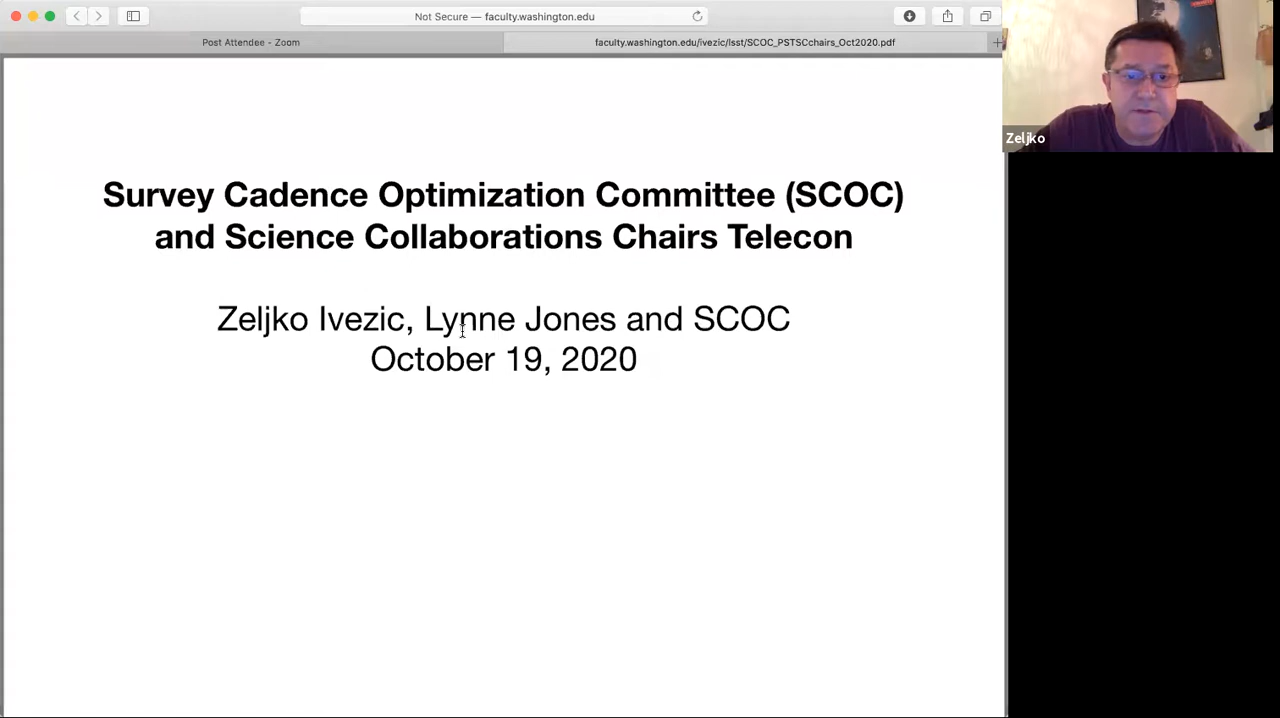 Not Secure — faculty.washington.edu
Post Attendee - Zoom
faculty.washington.edu/ivezic/lsst/SCOC_PSTSCchairs_Oct2020.pdf
Zeljko
Survey Cadence Optimization Committee (SCOC)
and Science Collaborations Chairs Telecon
Zeljko Ivezic, Lynne Jones and SCOC
October 19, 2020